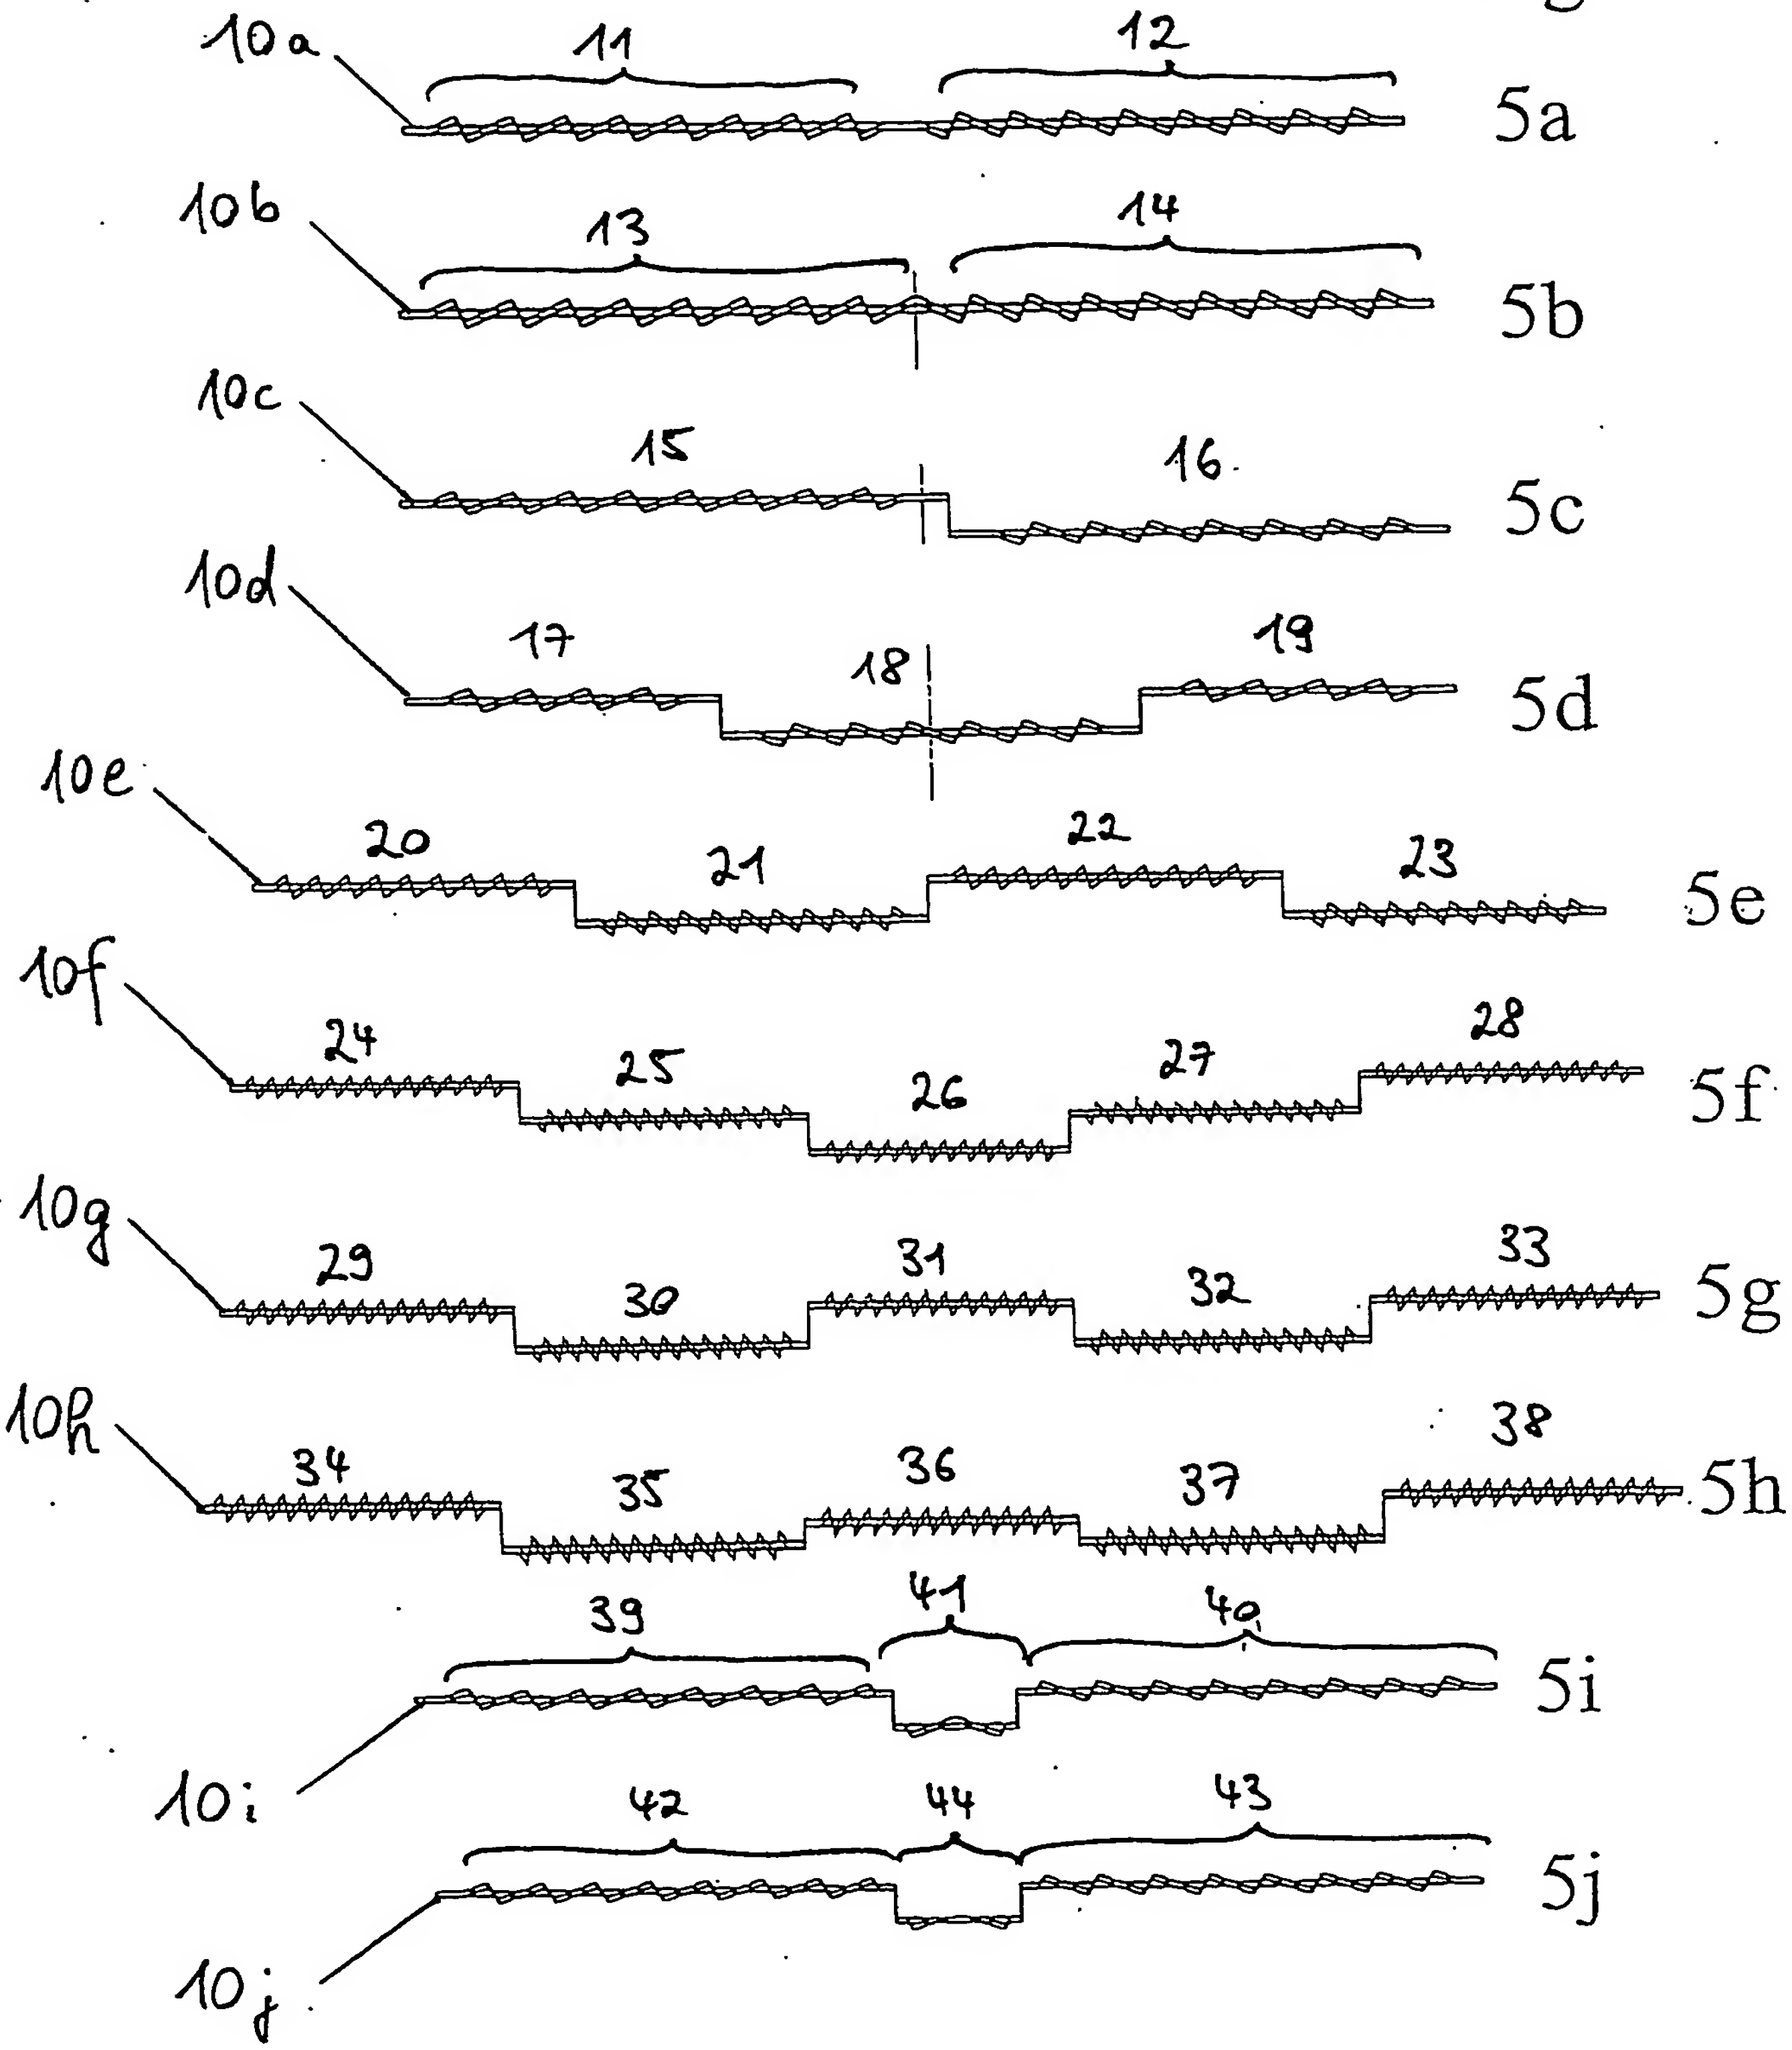 10a 11 12 5a
10b 13 14 5b
10c 15 16 5c
10d 17 18 19 5d
10e 20 21 22 23 5e
10f 24 25 26 27 28 5f
10g 29 30 31 32 33 5g
10h 34 35 36 37 38 5h
39 41 40 5i
10i
42 44 43 5j
10j